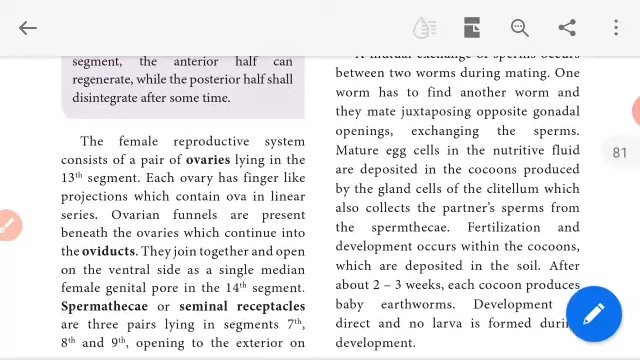 segment, the anterior half can
regenerate, while the posterior half shall
disintegrate after some time.
The female reproductive system
consists of a pair of ovaries lying in the
13th segment. Each ovary has finger like
projections which contain ova in linear
series. Ovarian funnels are present
beneath the ovaries which continue into
the oviducts. They join together and open
on the ventral side as a single median
female genital pore in the 14th segment.
Spermathecae or seminal receptacles
are three pairs lying in segments 7th,
8th and 9th, opening to the exterior on
A mutual exchange of sperms occurs
between two worms during mating. One
worm has to find another worm and
they mate juxtaposing opposite gonadal
openings, exchanging the sperms.
Mature egg cells in the nutritive fluid
are deposited in the cocoons produced
by the gland cells of the clitellum which
also collects the partner's sperms from
the spermthecae. Fertilization and
development occurs within the cocoons,
which are deposited in the soil. After
about 2 – 3 weeks, each cocoon produces
baby earthworms. Development
direct and no larva is formed during
development.
81